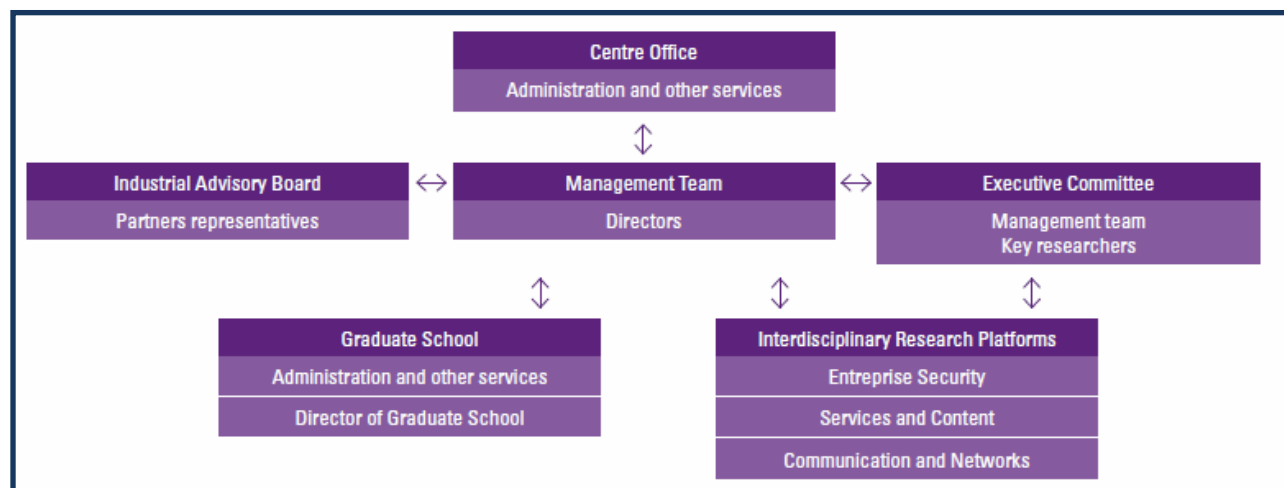 Centre Office
Administration and other services
Industrial Advisory Board
Partners representatives
Management Team
Directors
Executive Committee
Management team
Key researchers
Graduate School
Administration and other services
Director of Graduate School
Interdisciplinary Research Platforms
Entreprise Security
Services and Content
Communication and Networks